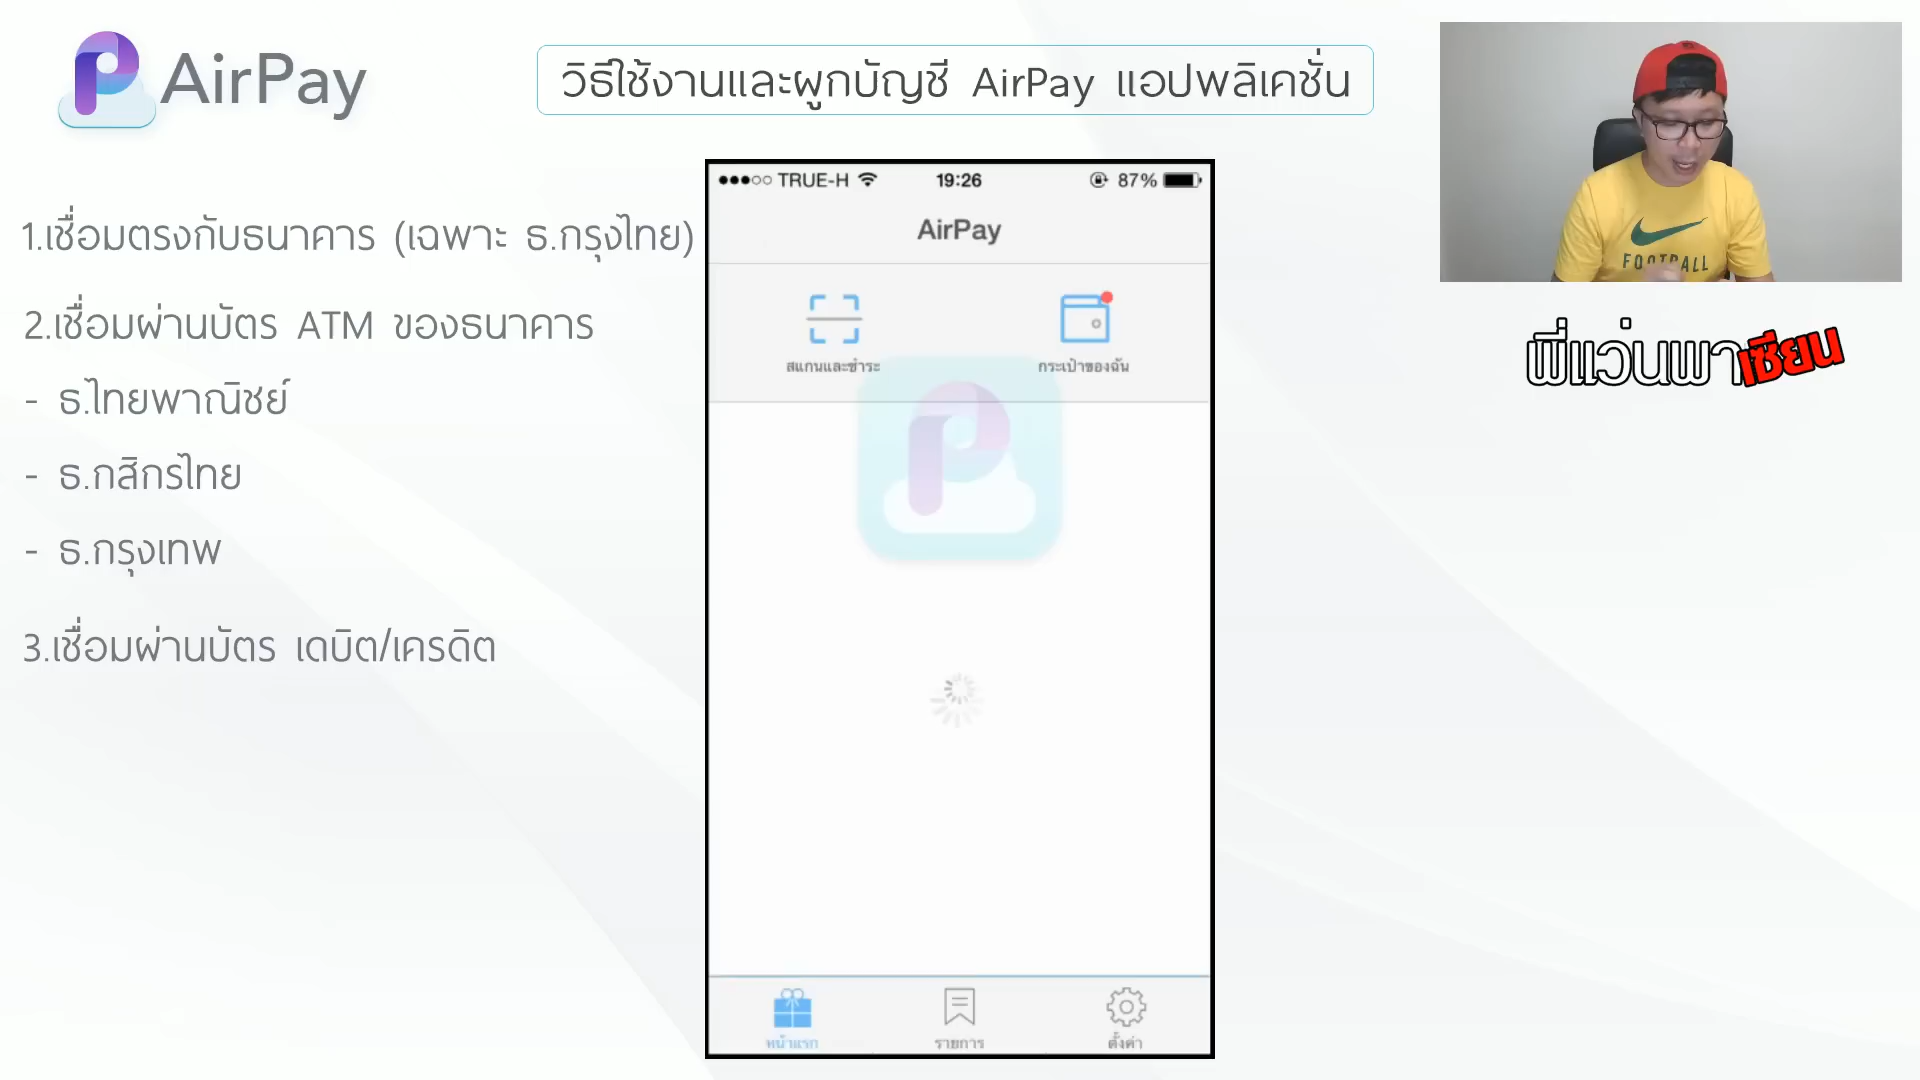 AirPay
วิธีใช้งานและผูกบัญชี AirPay แอปพลิเคชั่น
1.เชื่อมตรงกับธนาคาร (เฉพาะ ธ.กรุงไทย)
2.เชื่อมผ่านบัตร ATM ของธนาคาร
- ธ.ไทยพาณิชย์
- ธ.กสิกรไทย
- ธ.กรุงเทพ
3.เชื่อมผ่านบัตร เดบิต/เครดิต
TRUE-H 19:26 87%
AirPay
สแกนและชำระ กระเป๋าของฉัน
หน้าแรก รายการ ตั้งค่า
FOOTBALL
พี่แว่นพาเซียน